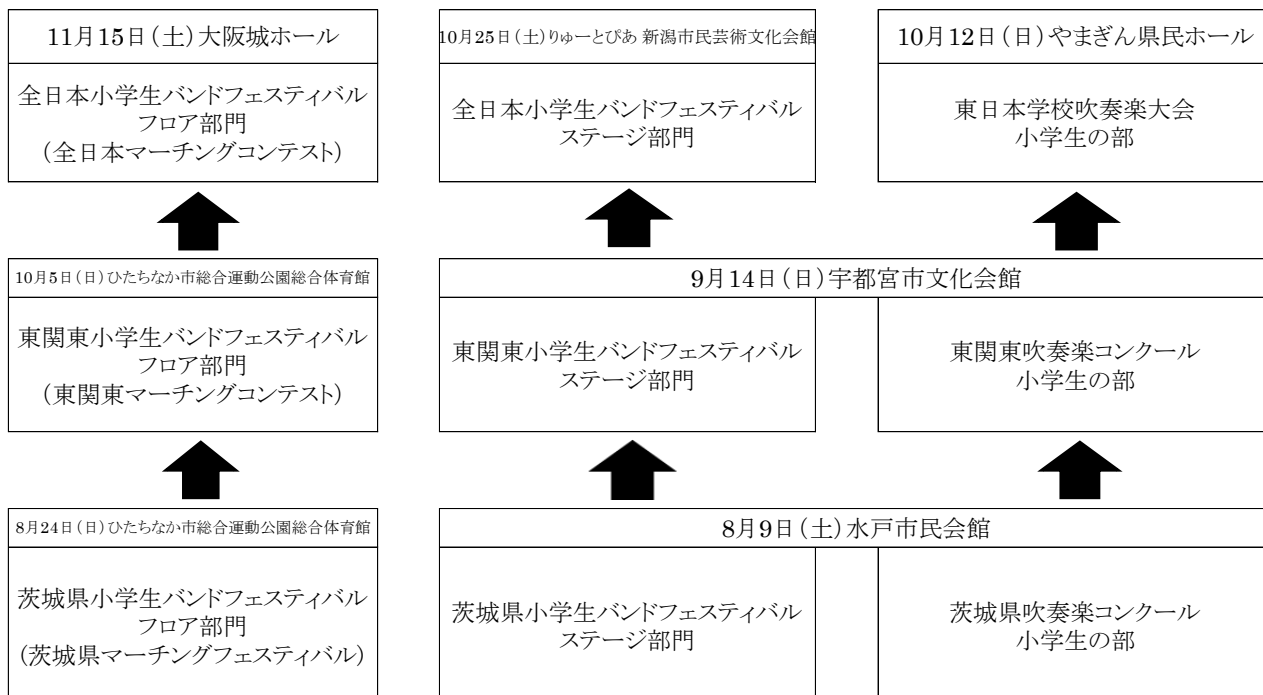 11月15日(土)大阪城ホール
全日本小学生バンドフェスティバル
フロア部門
(全日本マーチングコンテスト)
10月25日(土)りゅーとぴあ 新潟市民芸術文化会館
全日本小学生バンドフェスティバル
ステージ部門
10月12日(日)やまぎん県民ホール
東日本学校吹奏楽大会
小学生の部
10月5日(日)ひたちなか市総合運動公園総合体育館
東関東小学生バンドフェスティバル
フロア部門
(東関東マーチングコンテスト)
9月14日(日)宇都宮市文化会館
東関東小学生バンドフェスティバル
ステージ部門
東関東吹奏楽コンクール
小学生の部
8月24日(日)ひたちなか市総合運動公園総合体育館
茨城県小学生バンドフェスティバル
フロア部門
(茨城県マーチングフェスティバル)
8月9日(土)水戸市民会館
茨城県小学生バンドフェスティバル
ステージ部門
茨城県吹奏楽コンクール
小学生の部